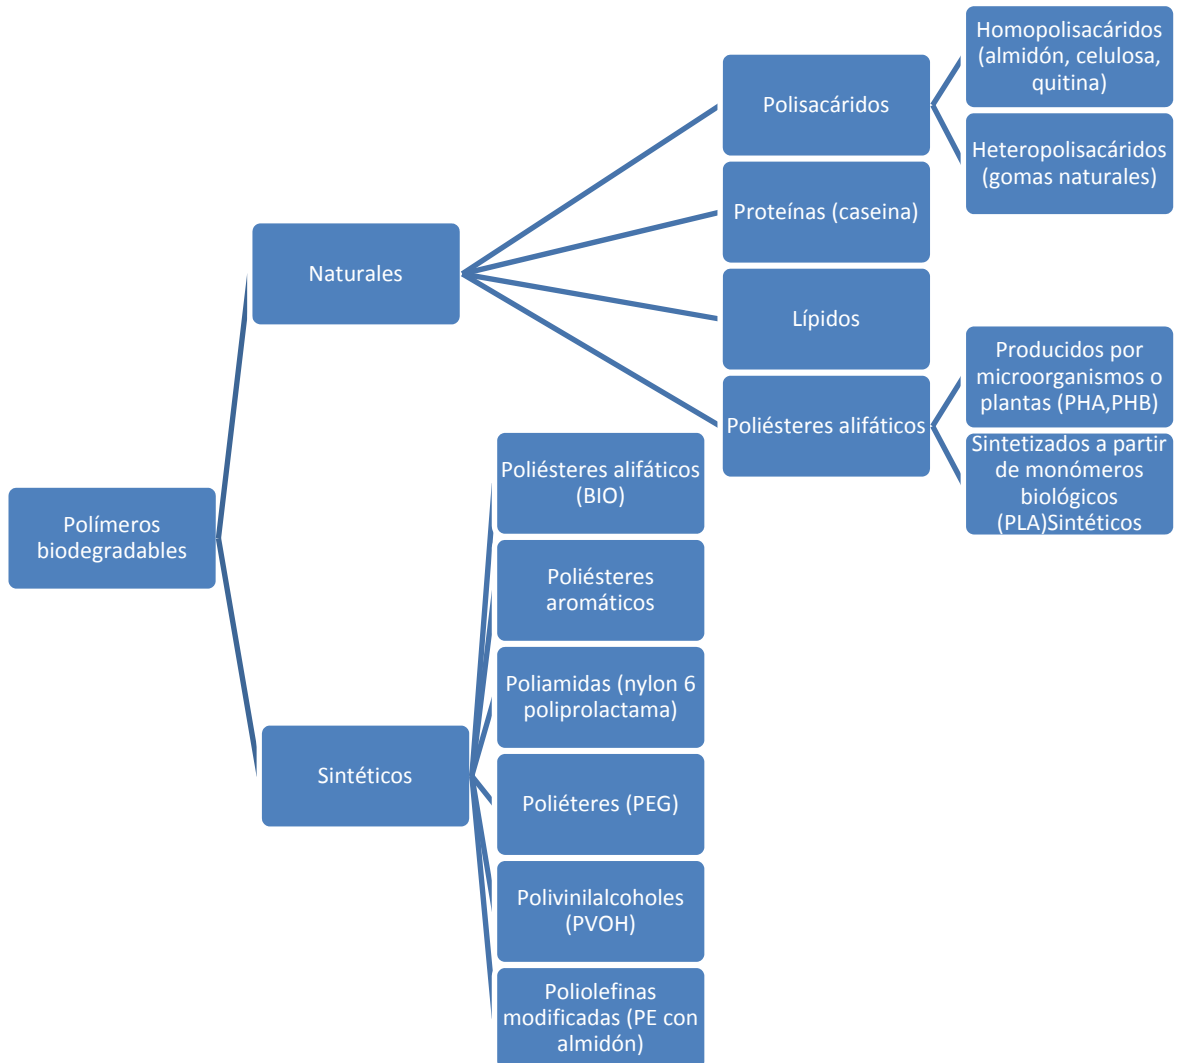 Polímeros
biodegradables
Naturales
Polisacáridos
Homopolisacáridos
(almidón, celulosa,
quitina)
Heteropolisacáridos
(gomas naturales)
Proteínas (caseina)
Lípidos
Poliésteres alifáticos
Producidos por
microorganismos o
plantas (PHA,PHB)
Sintetizados a partir
de monómeros
biológicos
(PLA)Sintéticos
Sintéticos
Poliésteres alifáticos
(BIO)
Poliésteres
aromáticos
Poliamidas (nylon 6
poliprolactama)
Poliéteres (PEG)
Polivinilalcoholes
(PVOH)
Poliolefinas
modificadas (PE con
almidón)